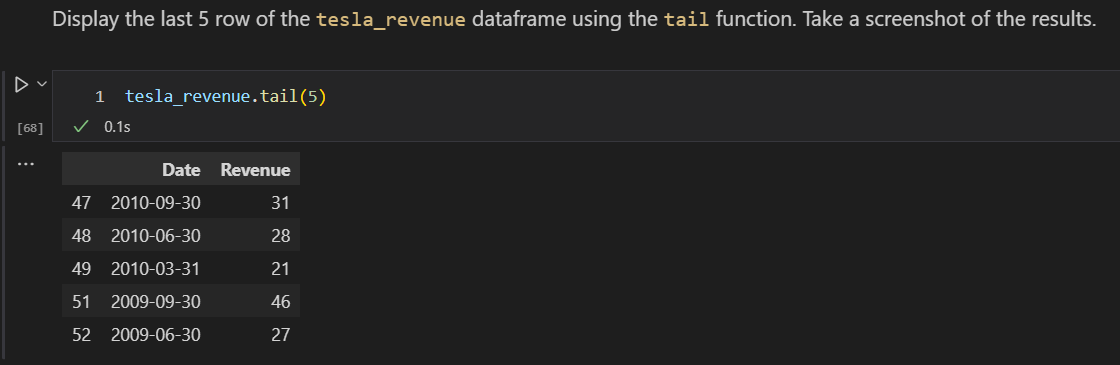 Display the last 5 row of the tesla_revenue dataframe using the tail function. Take a screenshot of the results.
1 tesla_revenue.tail(5)
[68] 0.1s
... Date Revenue
47 2010-09-30 31
48 2010-06-30 28
49 2010-03-31 21
51 2009-09-30 46
52 2009-06-30 27